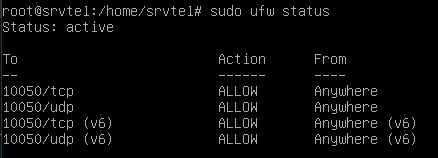 root@srvtel:/home/srvtel# sudo ufw status
Status: active
To Action From
-- ------ ----
10050/tcp ALLOW Anywhere
10050/udp ALLOW Anywhere
10050/tcp (v6) ALLOW Anywhere (v6)
10050/udp (v6) ALLOW Anywhere (v6)